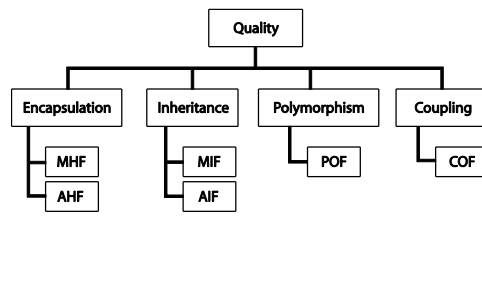 Quality
Encapsulation
Inheritance
Polymorphism
Coupling
MHF
MIF
POF
COF
AHF
AIF